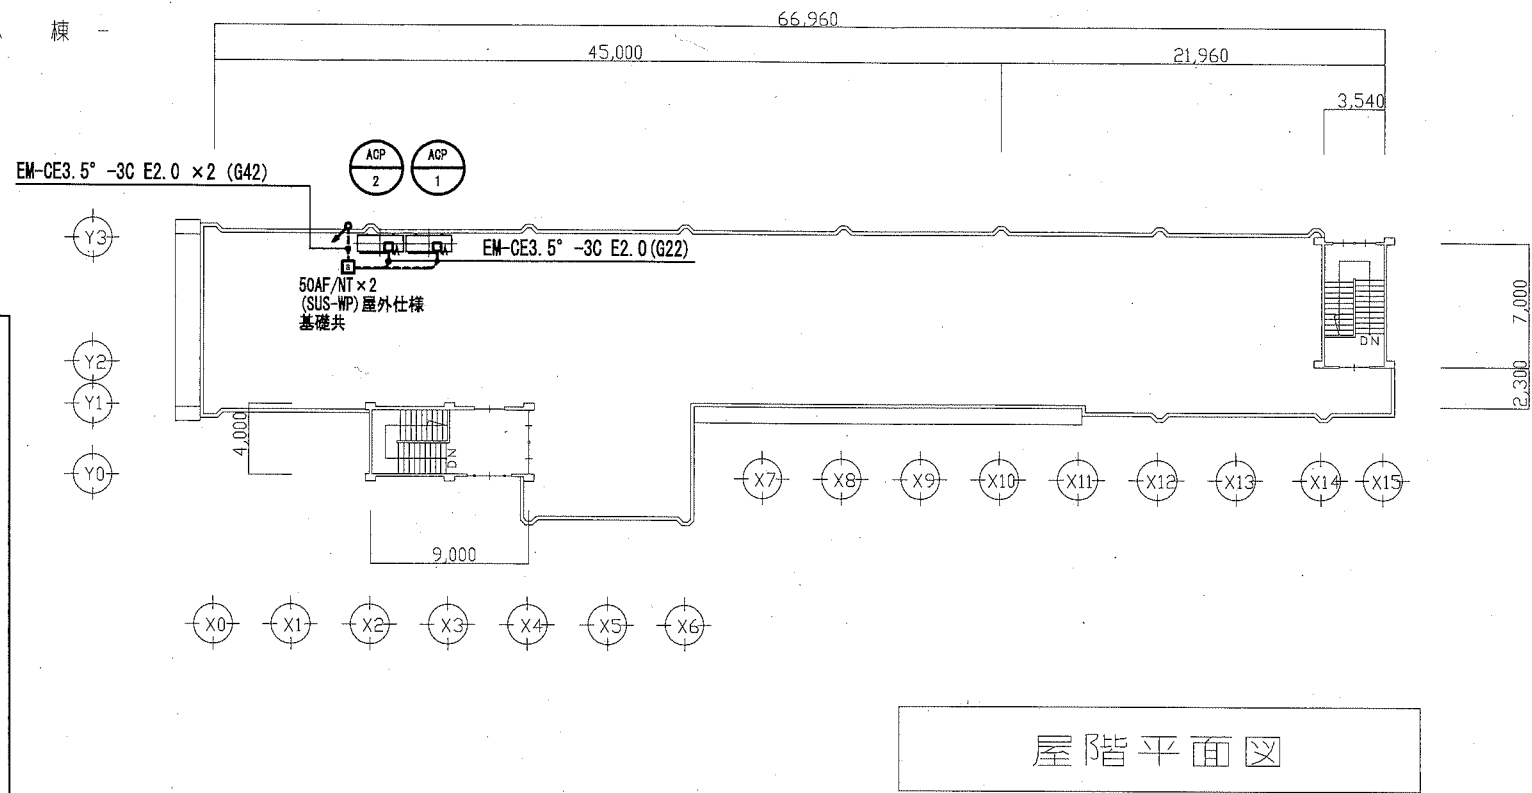 棟 -
66,960
45,000
21,960
3,540
EM-CE3.5° -3C E2.0 ×2 (G42)
ACP
2
ACP
1
Y3
EM-CE3.5° -3C E2.0(G22)
S
50AF/NT×2
(SUS-WP)屋外仕様
基礎共
7,000
DN
Y2
2,300
Y1
4,000
DN
Y0
X7
X8
X9
X10
X11
X12
X13
X14
X15
9,000
X0
X1
X2
X3
X4
X5
X6
屋階平面図